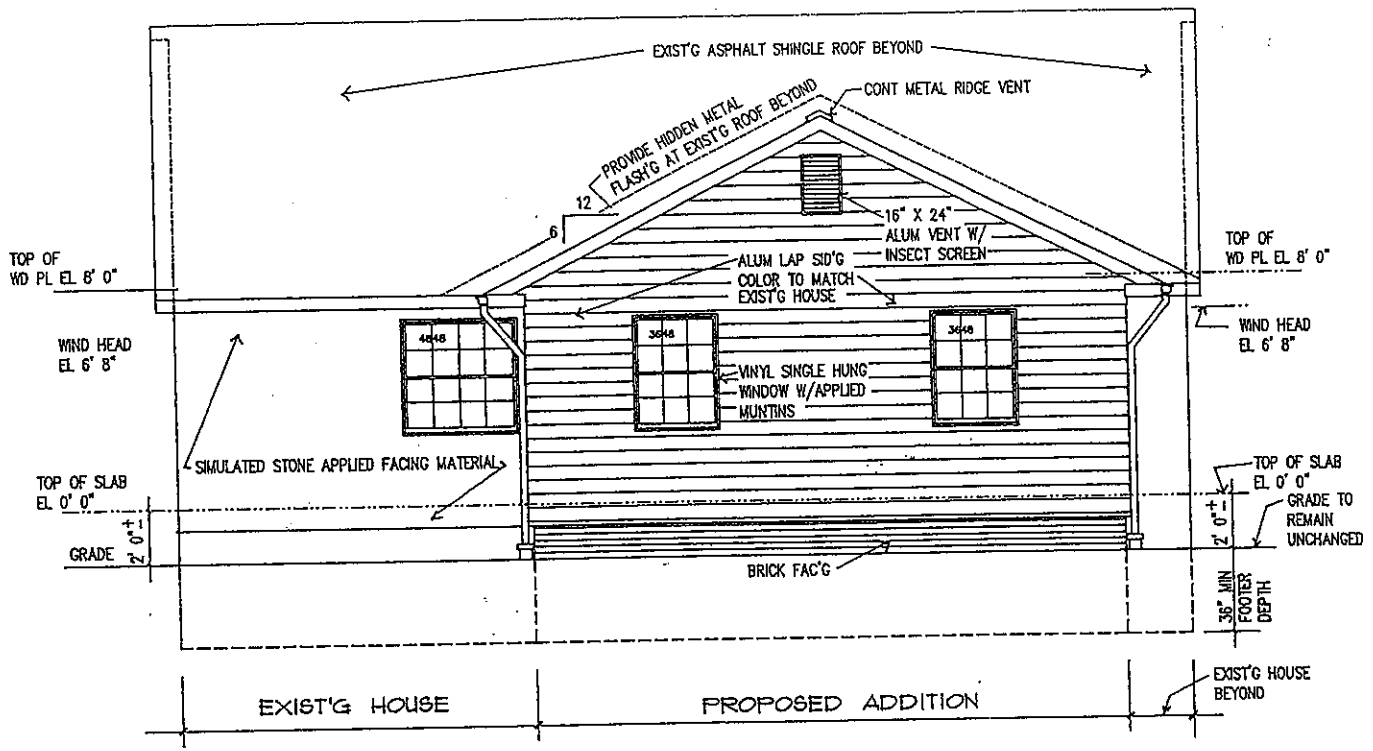 EXIST'G ASPHALT SHINGLE ROOF BEYOND
CONT METAL RIDGE VENT
PROVIDE HIDDEN METAL
FLASH'G AT EXIST'G ROOF BEYOND
12
6
16" X 24"
ALUM VENT W/
INSECT SCREEN
TOP OF
WD PL EL 8' 0"
TOP OF
WD PL EL 8' 0"
ALUM LAP SID'G
COLOR TO MATCH
EXIST'G HOUSE
WIND HEAD
EL 6' 8"
4848
3648
3648
WIND HEAD
EL 6' 8"
VINYL SINGLE HUNG
WINDOW W/APPLIED
MUNTINS
SIMULATED STONE APPLIED FACING MATERIAL
TOP OF SLAB
EL 0' 0"
TOP OF SLAB
EL 0' 0"
2' 0"+-
GRADE
2' 0"+-
GRADE TO
REMAIN
UNCHANGED
BRICK FAC'G
36" MIN
FOOTER
DEPTH
EXIST'G HOUSE
PROPOSED ADDITION
EXIST'G HOUSE
BEYOND